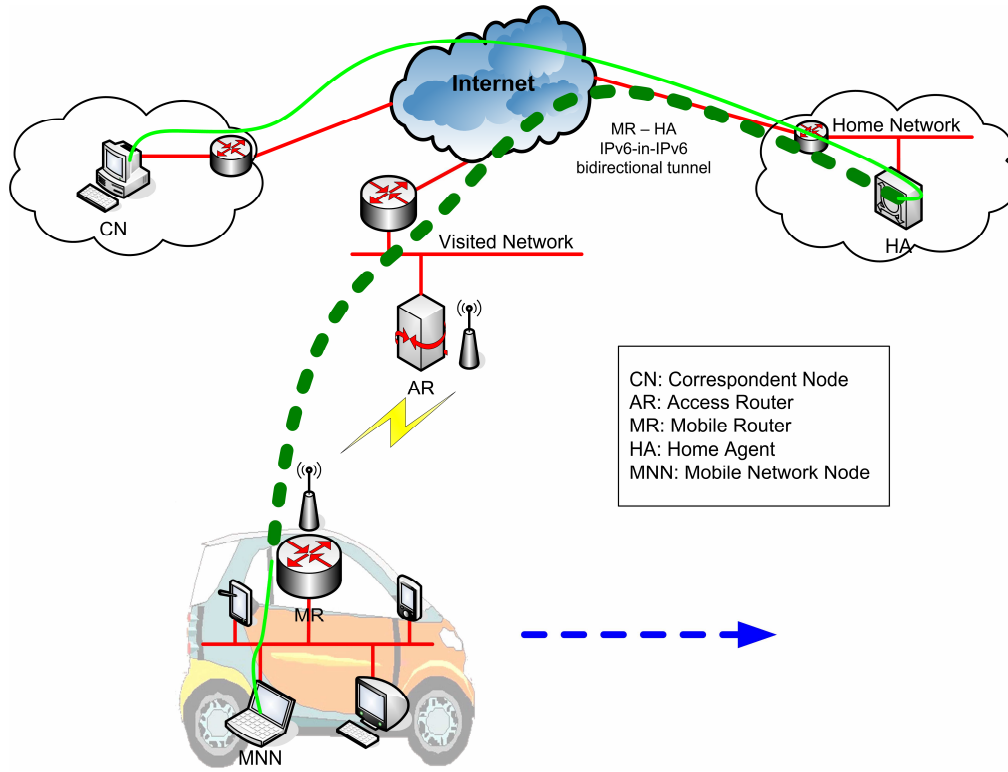 Internet
MR – HA
IPv6-in-IPv6
bidirectional tunnel
Home Network
CN
HA
Visited Network
AR
CN: Correspondent Node
AR: Access Router
MR: Mobile Router
HA: Home Agent
MNN: Mobile Network Node
MR
MNN